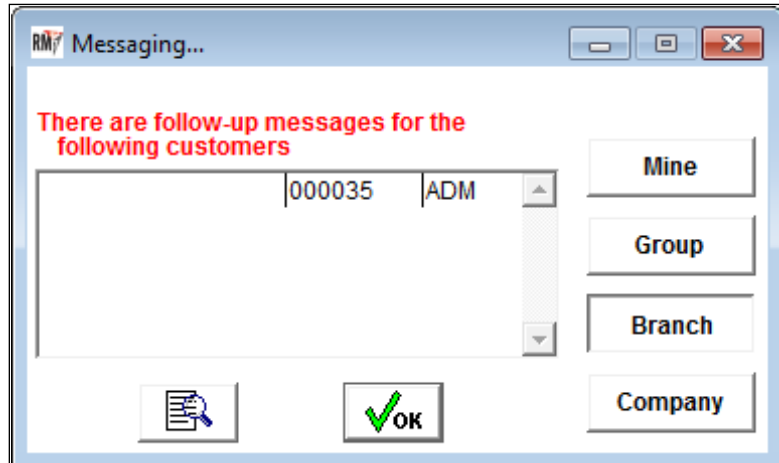 RM Messaging...
There are follow-up messages for the
following customers
000035 ADM
Mine
Group
Branch
Company
OK